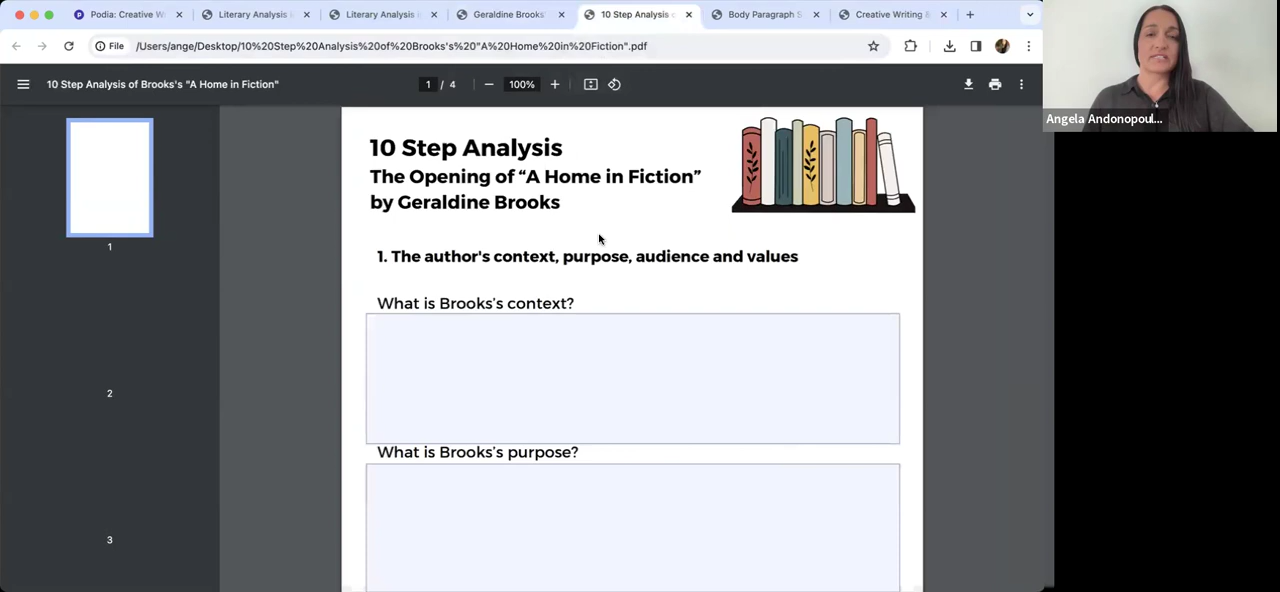 Podia: Creative W
Literary Analysis
Literary Analysis
Geraldine Brooks'
10 Step Analysis o
Body Paragraph S
Creative Writing &
File
/Users/ange/Desktop/10%20Step%20Analysis%20of%20Brooks's%20"A%20Home%20in%20Fiction".pdf
10 Step Analysis of Brooks's "A Home in Fiction"
1 / 4
100%
Angela Andonopoul...
10 Step Analysis
The Opening of “A Home in Fiction”
by Geraldine Brooks
1. The author's context, purpose, audience and values
What is Brooks’s context?
What is Brooks’s purpose?
1
2
3